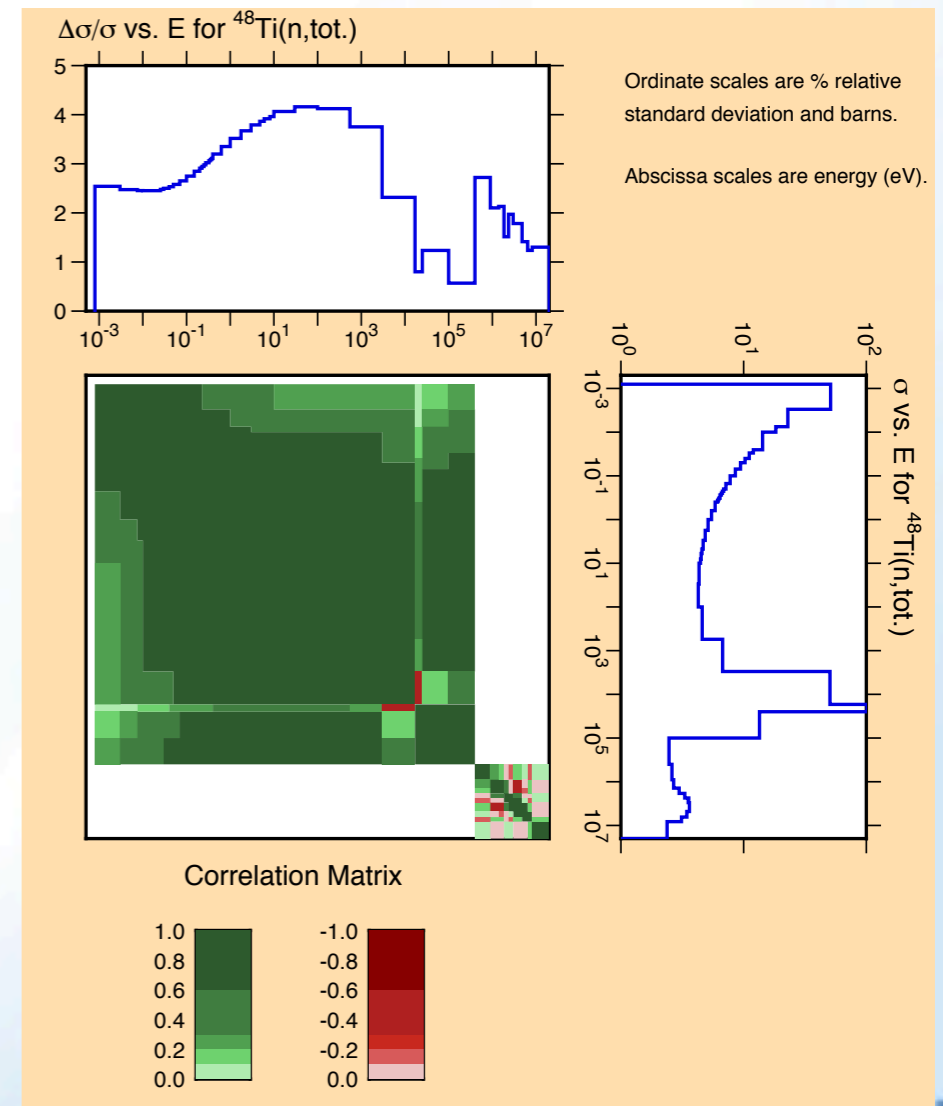 Δσ/σ vs. E for ⁴⁸Ti(n,tot.)
Ordinate scales are % relative
standard deviation and barns.
Abscissa scales are energy (eV).
5
4
3
2
1
0
10⁻³ 10⁻¹ 10¹ 10³ 10⁵ 10⁷
10⁰ 10¹ 10²
σ vs. E for ⁴⁸Ti(n,tot.)
10⁻³
10⁻¹
10¹
10³
10⁵
10⁷
Correlation Matrix
1.0 -1.0
0.8 -0.8
0.6 -0.6
0.4 -0.4
0.2 -0.2
0.0 0.0